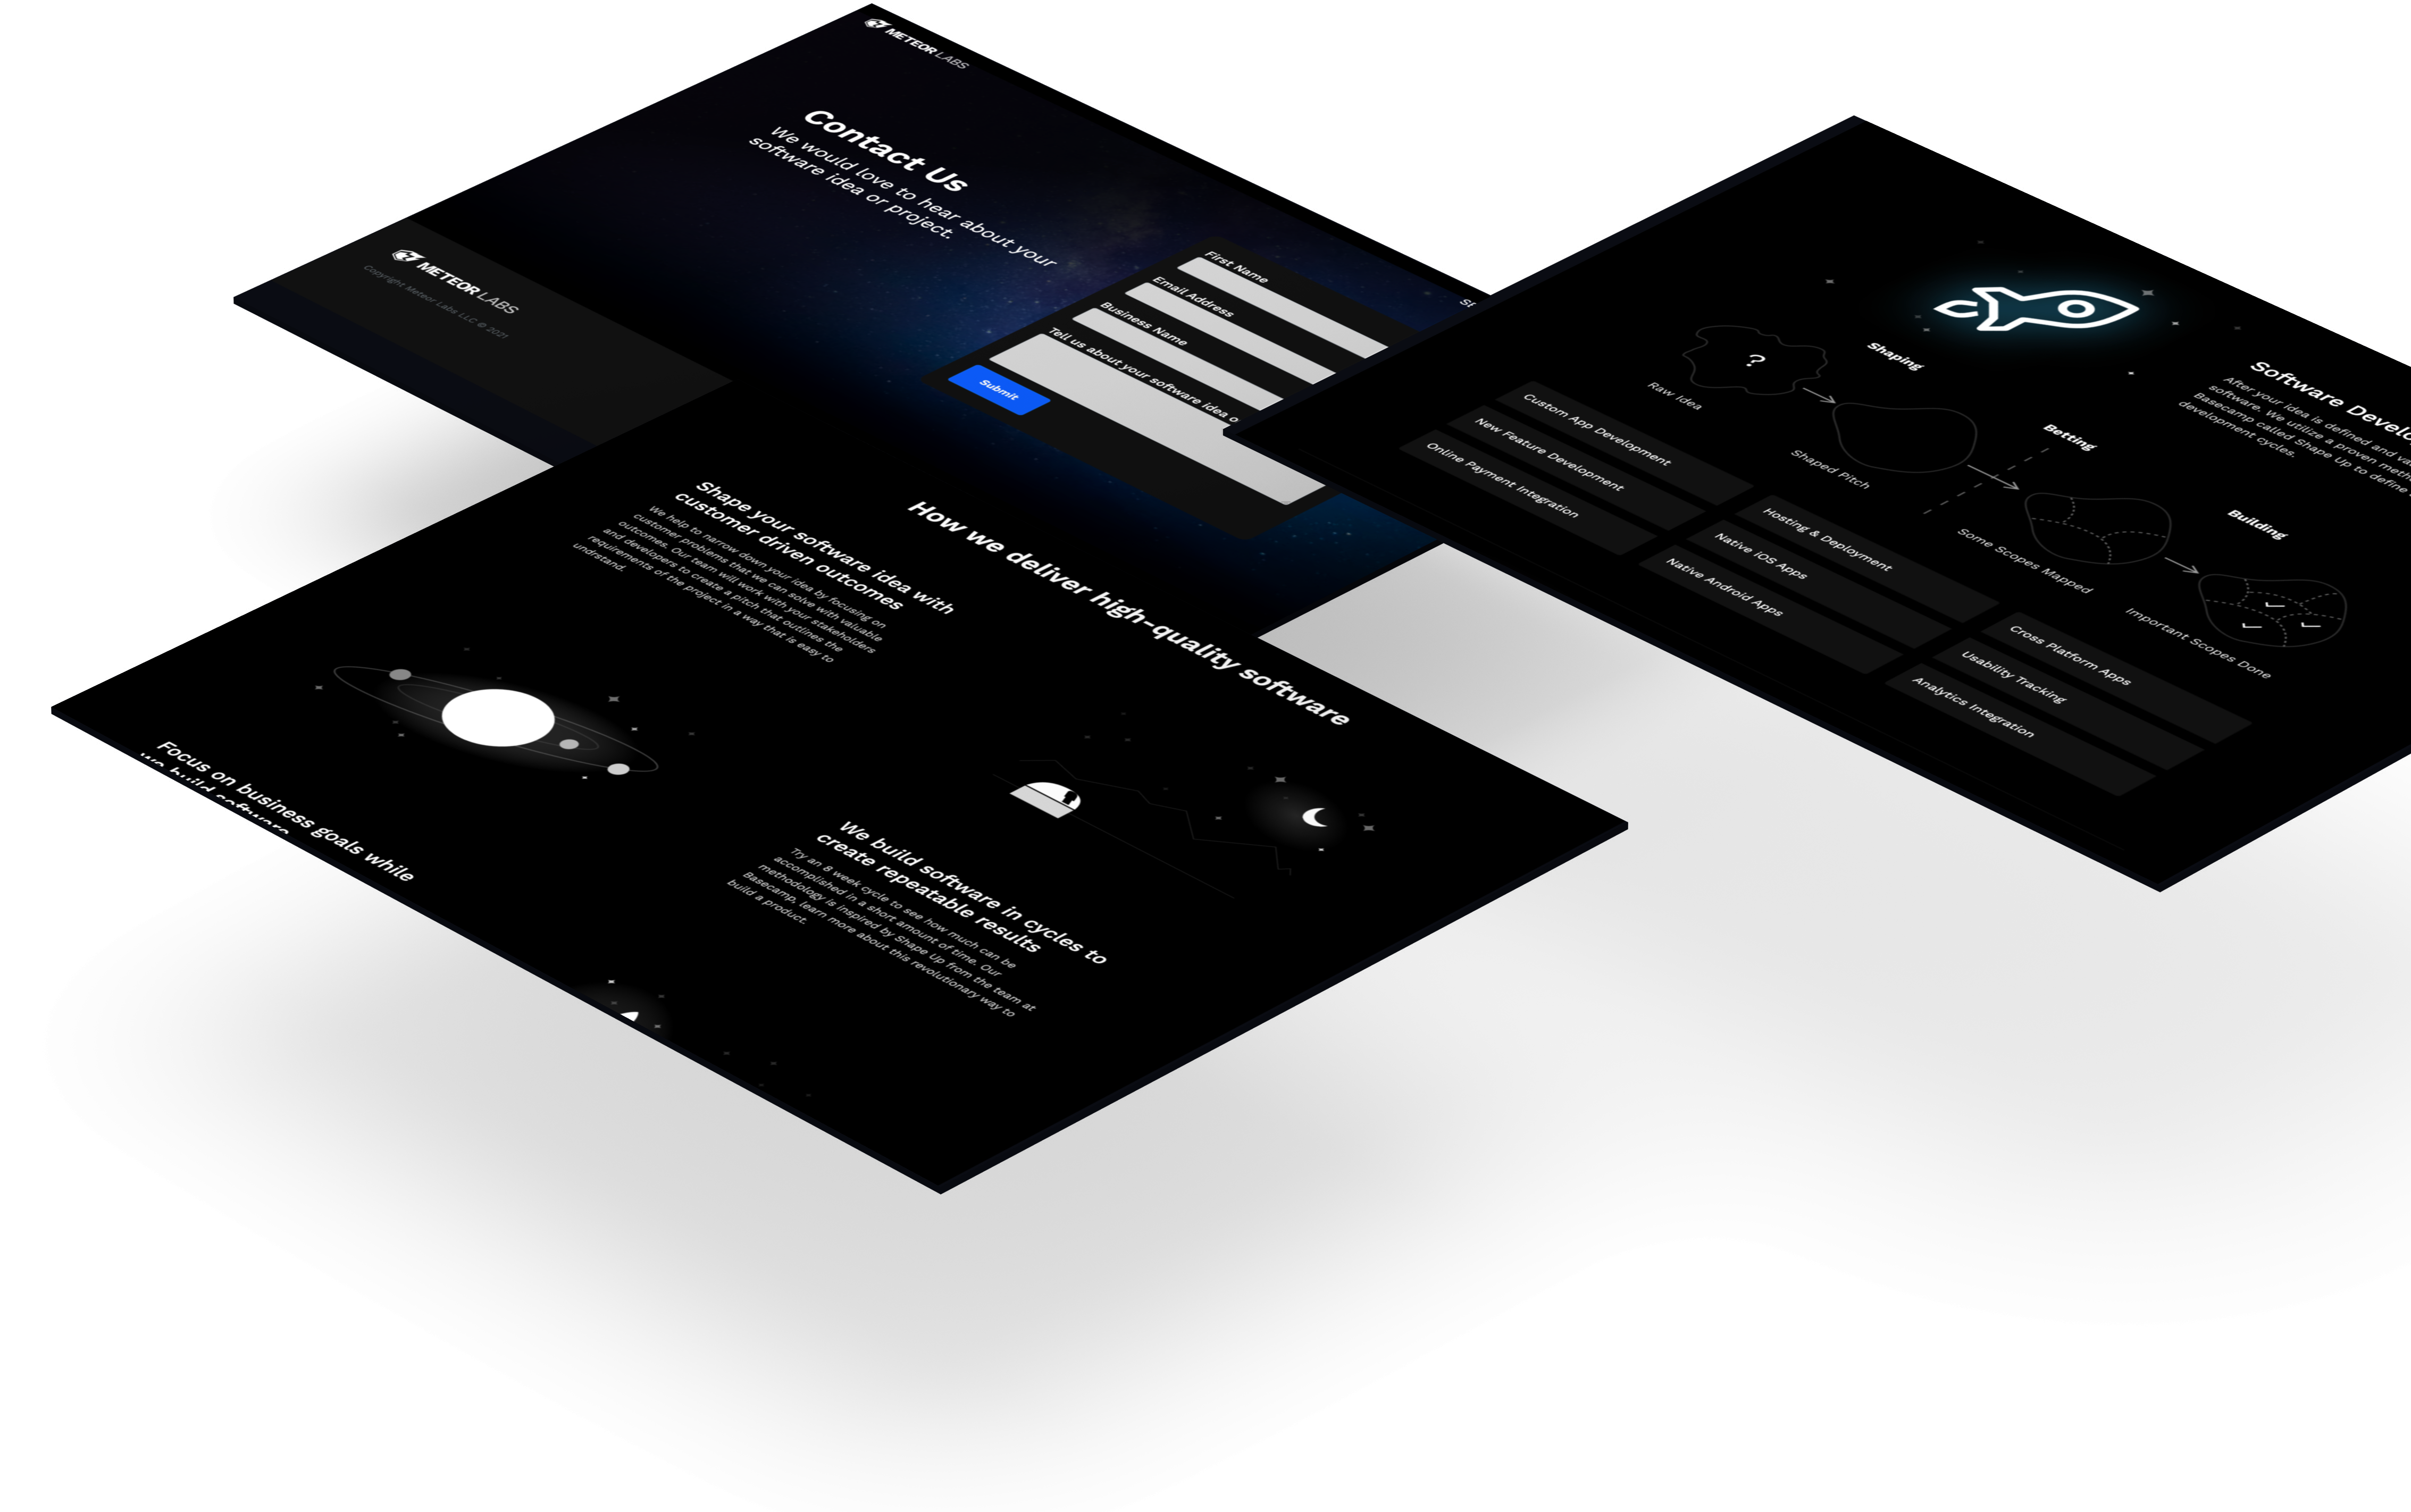 METEOR LABS
Contact Us
We would love to hear about your
software idea or project.
First Name
Email Address
Business Name
Tell us about your software idea o
Submit
METEOR LABS
Copyright Meteor Labs LLC © 2021
How we deliver high-quality software
Shape your software idea with
customer driven outcomes
We help to narrow down your idea by focusing on
customer problems that we can solve with valuable
outcomes. Our team will work with your stakeholders
and developers to create a pitch that outlines the
requirements of the project in a way that is easy to
undrstand.
We build software in cycles to
create repeatable results
Try an 8 week cycle to see how much can be
accomplished in a short amount of time. Our
methodology is inspired by Shape Up from the team at
Basecamp, learn more about this revolutionary way to
build a product.
Focus on business goals while
we build software
Software Develo
After your idea is defined and va
software. We utilize a proven meth
Basecamp called Shape Up to define
development cycles.
Shaping
Betting
Building
?
Raw Idea
Shaped Pitch
Some Scopes Mapped
Important Scopes Done
Custom App Development
Hosting & Deployment
Cross Platform Apps
New Feature Development
Native iOS Apps
Usability Tracking
Online Payment Integration
Native Android Apps
Analytics Integration